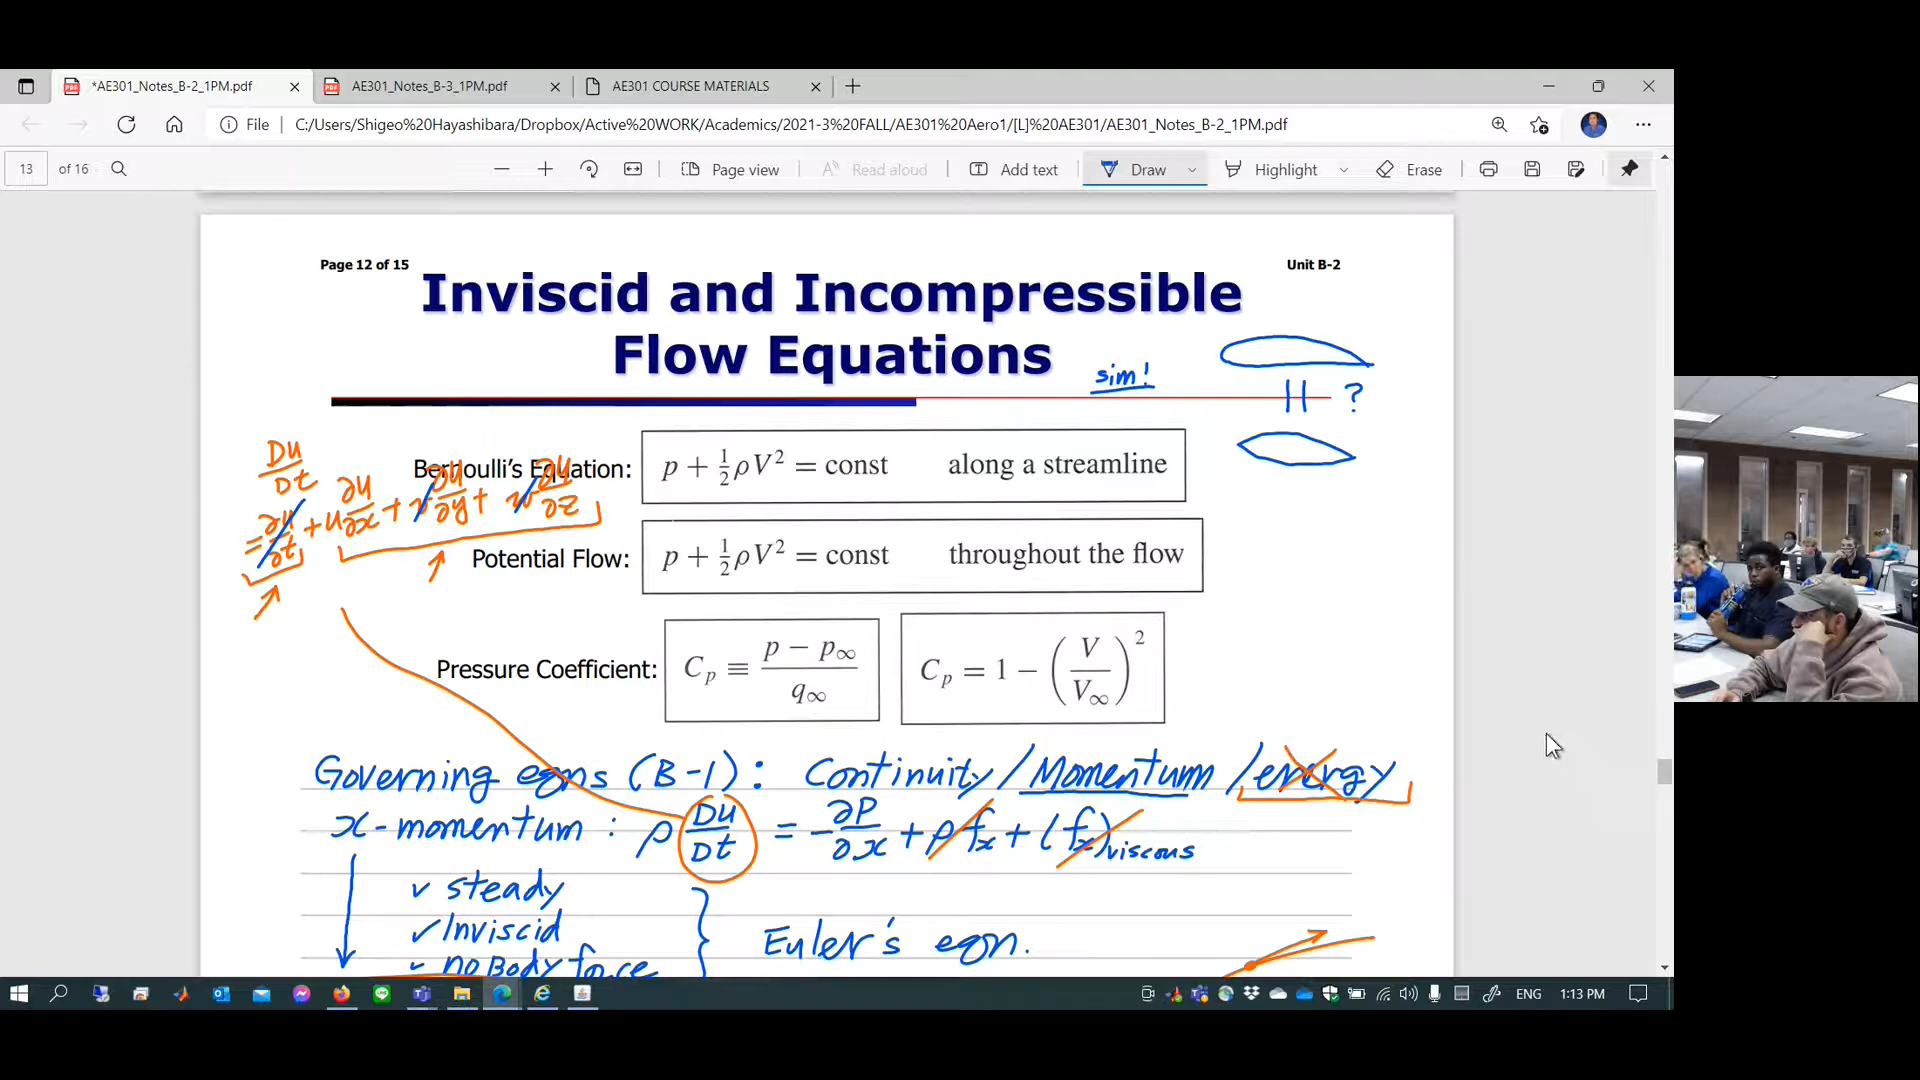 *AE301_Notes_B-2_1PM.pdf
AE301_Notes_B-3_1PM.pdf
AE301 COURSE MATERIALS
File
C:/Users/Shigeo%20Hayashibara/Dropbox/Active%20WORK/Academics/2021-3%20FALL/AE301%20Aero1/[L]%20AE301/AE301_Notes_B-2_1PM.pdf
13 of 16
Page view
Read aloud
Add text
Draw
Highlight
Erase
Page 12 of 15
Unit B-2
Inviscid and Incompressible
Flow Equations
sim!
?
Du/Dt
= ∂u/∂t + u ∂u/∂x + v ∂u/∂y + w ∂u/∂z
Bernoulli's Equation: p + ½ρV² = const along a streamline
Potential Flow: p + ½ρV² = const throughout the flow
Pressure Coefficient: Cₚ ≡ (p − p∞)/q∞ Cₚ = 1 − (V/V∞)²
Governing eqns (B-1): Continuity / Momentum / energy
x-momentum: ρ Du/Dt = −∂P/∂x + ρfx + (fx)viscous
✓ steady
✓ Inviscid
✓ no Body force
Euler's eqn.
ENG
1:13 PM